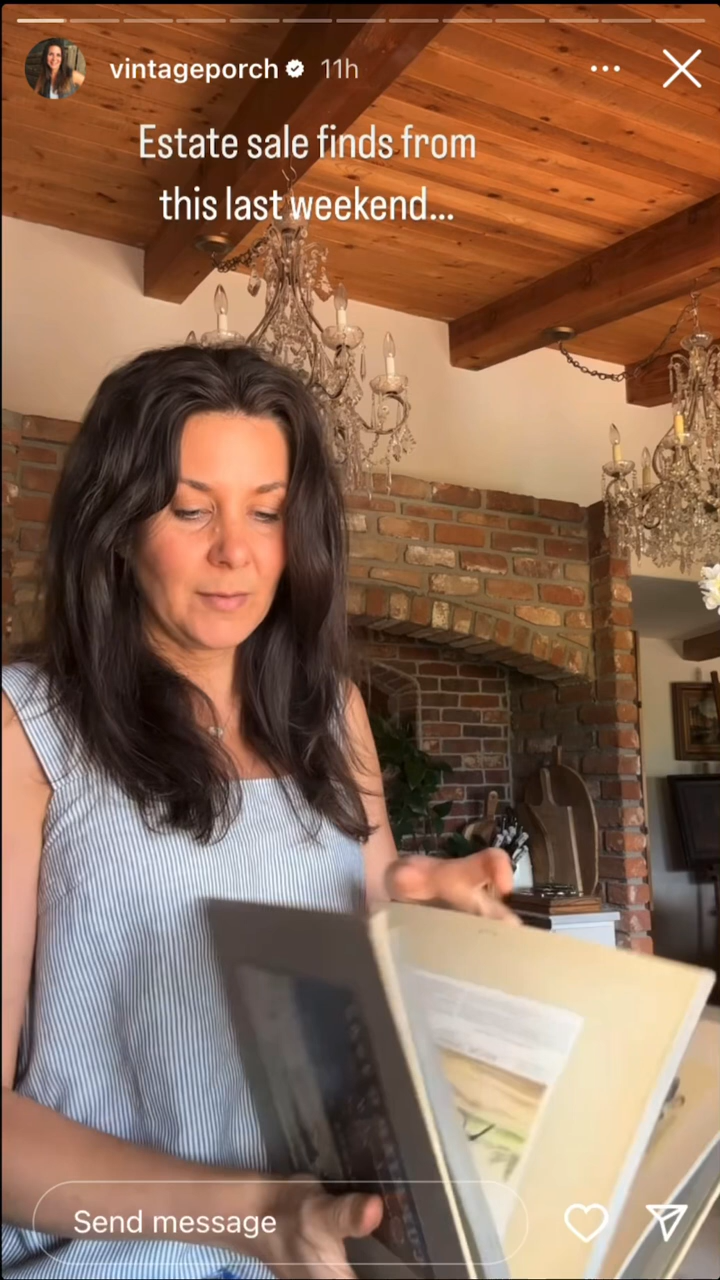 vintageporch 11h
Estate sale finds from
this last weekend...
Send message